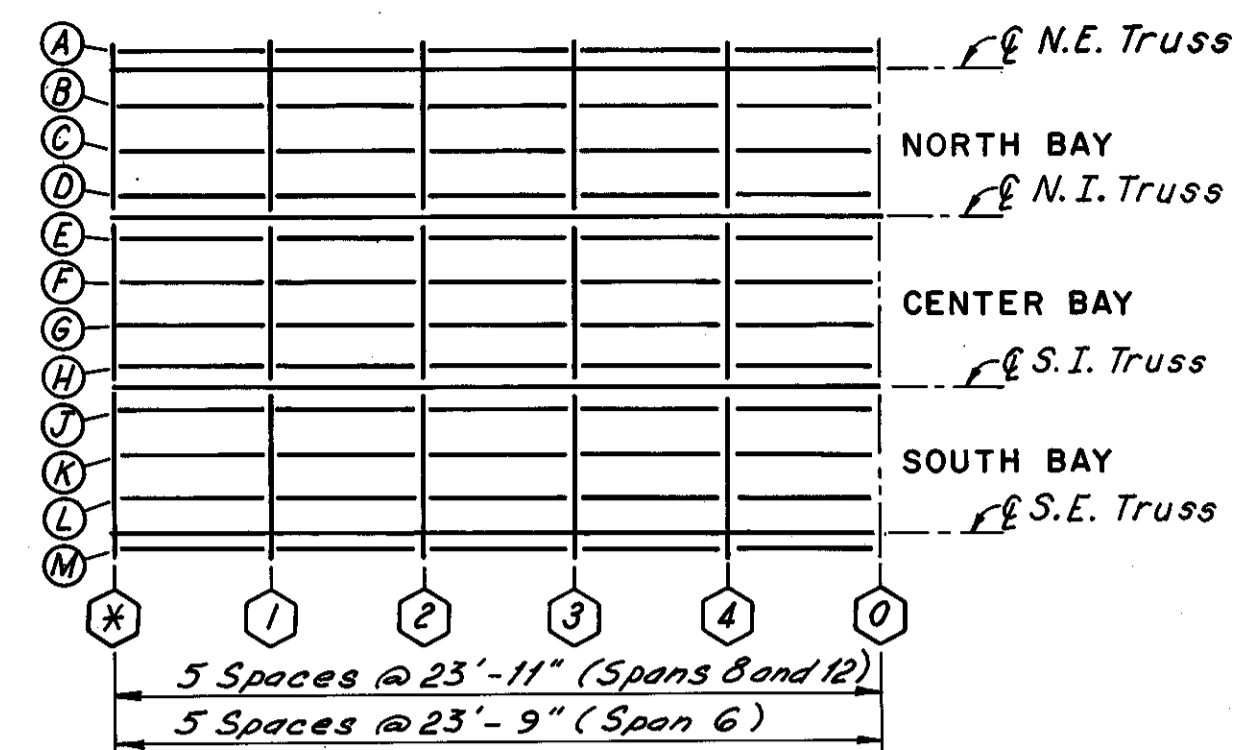 A
℄ N.E. Truss
B
C
NORTH BAY
D
℄ N.I. Truss
E
F
CENTER BAY
G
H
℄ S.I. Truss
J
K
SOUTH BAY
L
℄ S.E. Truss
M
* 1 2 3 4 0
5 Spaces @ 23'-11" (Spans 8 and 12)
5 Spaces @ 23'-9" (Span 6)